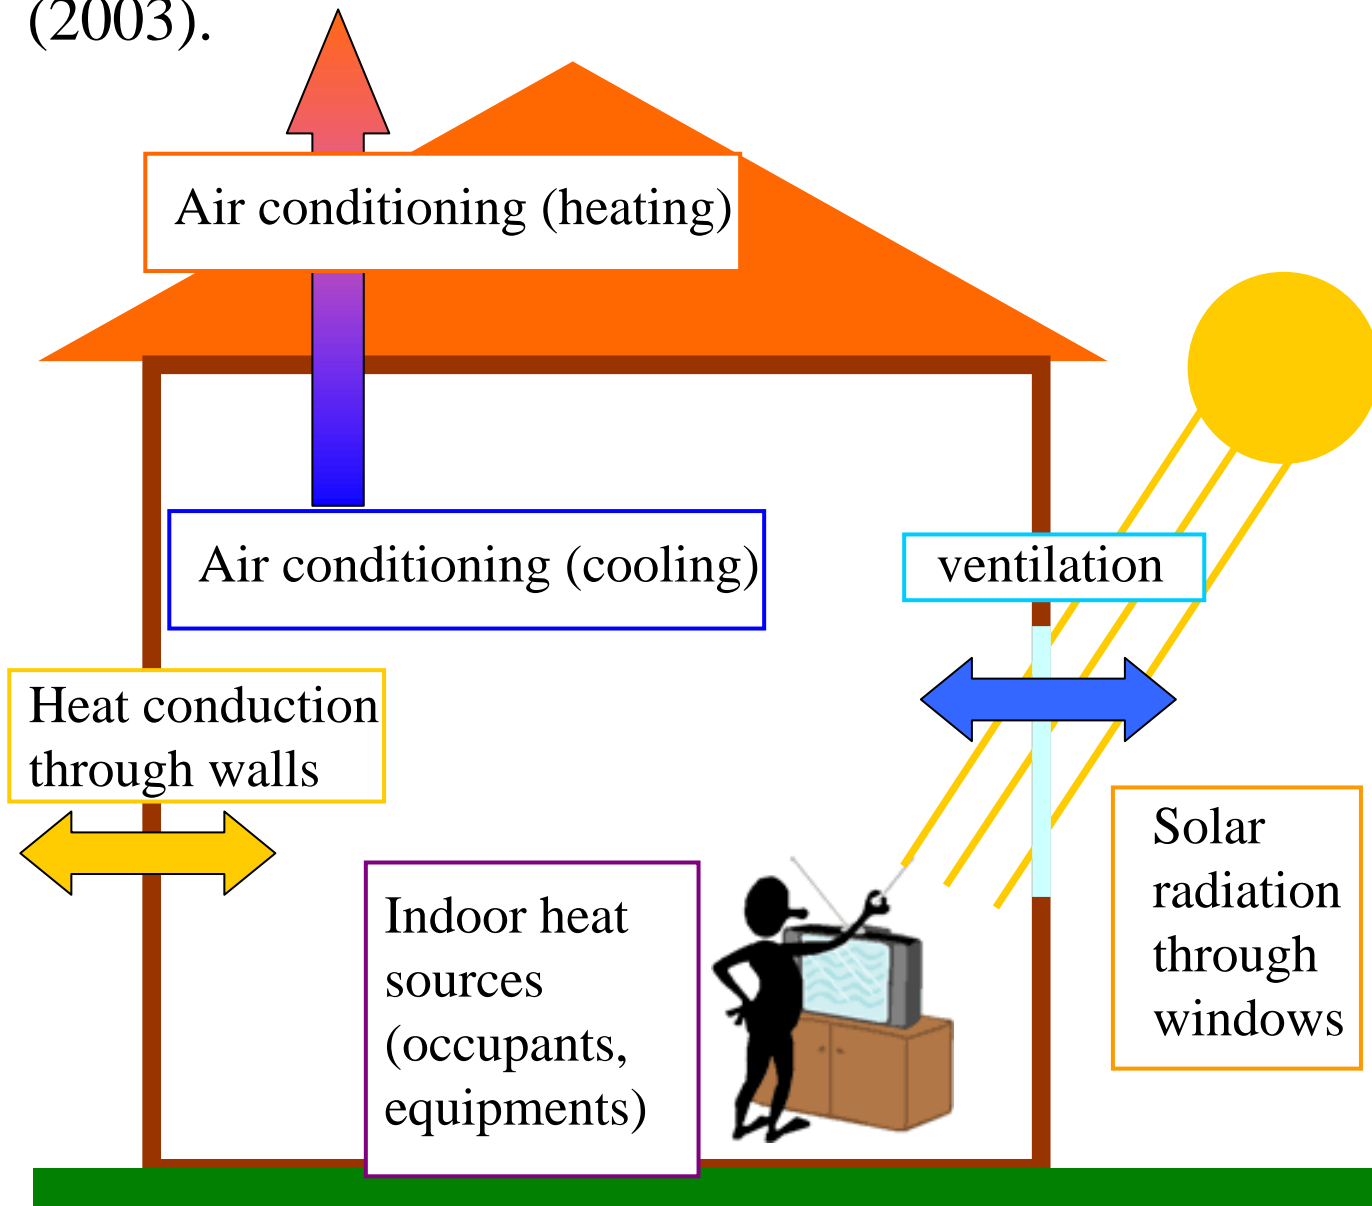 (2003).
Air conditioning (heating)
Air conditioning (cooling)
ventilation
Heat conduction
through walls
Solar
radiation
through
windows
Indoor heat
sources
(occupants,
equipments)